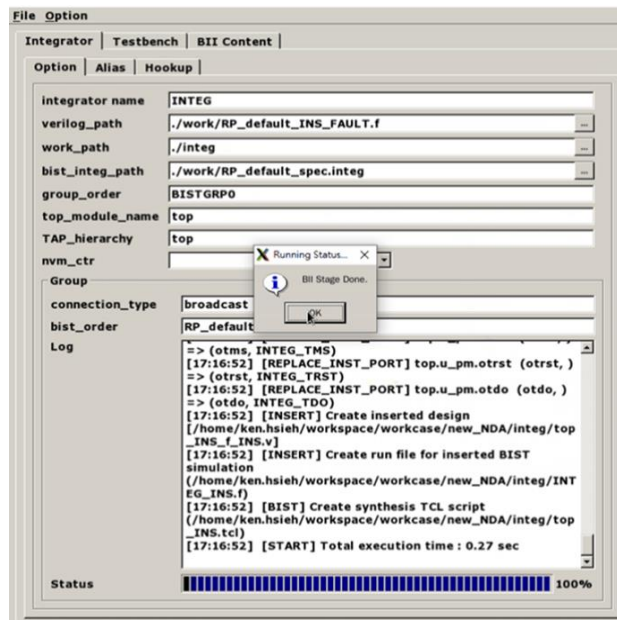 File Option
Integrator Testbench BII Content
Option Alias Hookup
integrator name INTEG
verilog_path ./work/RP_default_INS_FAULT.f ...
work_path ./integ ...
bist_integ_path ./work/RP_default_spec.integ ...
group_order BISTGRP0
top_module_name top
TAP_hierarchy top
nvm_ctr
Running Status...
BII Stage Done.
OK
Group
connection_type broadcast
bist_order RP_default
Log
=> (otms, INTEG_TMS)
[17:16:52] [REPLACE_INST_PORT] top.u_pm.otrst (otrst, )
=> (otrst, INTEG_TRST)
[17:16:52] [REPLACE_INST_PORT] top.u_pm.otdo (otdo, )
=> (otdo, INTEG_TDO)
[17:16:52] [INSERT] Create inserted design
[/home/ken.hsieh/workspace/workcase/new_NDA/integ/top
_INS_f_INS.v]
[17:16:52] [INSERT] Create run file for inserted BIST
simulation
(/home/ken.hsieh/workspace/workcase/new_NDA/integ/INT
EG_INS.f)
[17:16:52] [BIST] Create synthesis TCL script
(/home/ken.hsieh/workspace/workcase/new_NDA/integ/top
_INS.tcl)
[17:16:52] [START] Total execution time : 0.27 sec
Status 100%